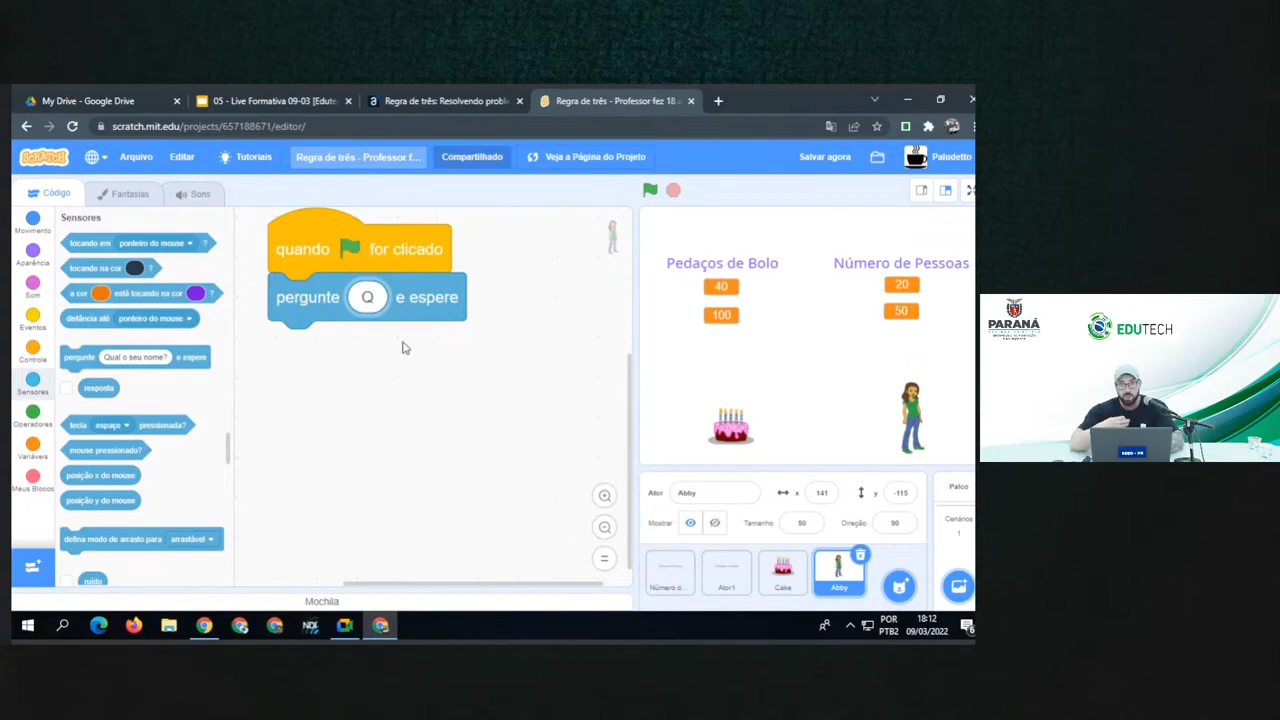 My Drive - Google Drive
05 - Live Formativa 09-03 [Edute
Regra de três: Resolvendo probl
Regra de três - Professor fez 18
scratch.mit.edu/projects/657188671/editor/
SCRATCH
Arquivo
Editar
Tutoriais
Regra de três - Professor f...
Compartilhado
Veja a Página do Projeto
Salvar agora
Paludetto
Código
Fantasias
Sons
Movimento
Aparência
Som
Eventos
Controle
Sensores
Operadores
Variáveis
Meus Blocos
Sensores
tocando em ponteiro do mouse ?
tocando na cor ?
a cor está tocando na cor ?
distância até ponteiro do mouse
pergunte Qual o seu nome? e espere
resposta
tecla espaço pressionada?
mouse pressionado?
posição x do mouse
posição y do mouse
defina modo de arrasto para arrastável
ruído
quando for clicado
pergunte Q e espere
Mochila
Pedaços de Bolo
40
100
Número de Pessoas
20
50
Ator Abby x 141 y -115
Mostrar Tamanho 50 Direção 90
Número d...
Ator1
Cake
Abby
Palco
Cenários
1
POR
PTB2
18:12
09/03/2022
6
PARANÁ
EDUTECH
SEED - PR